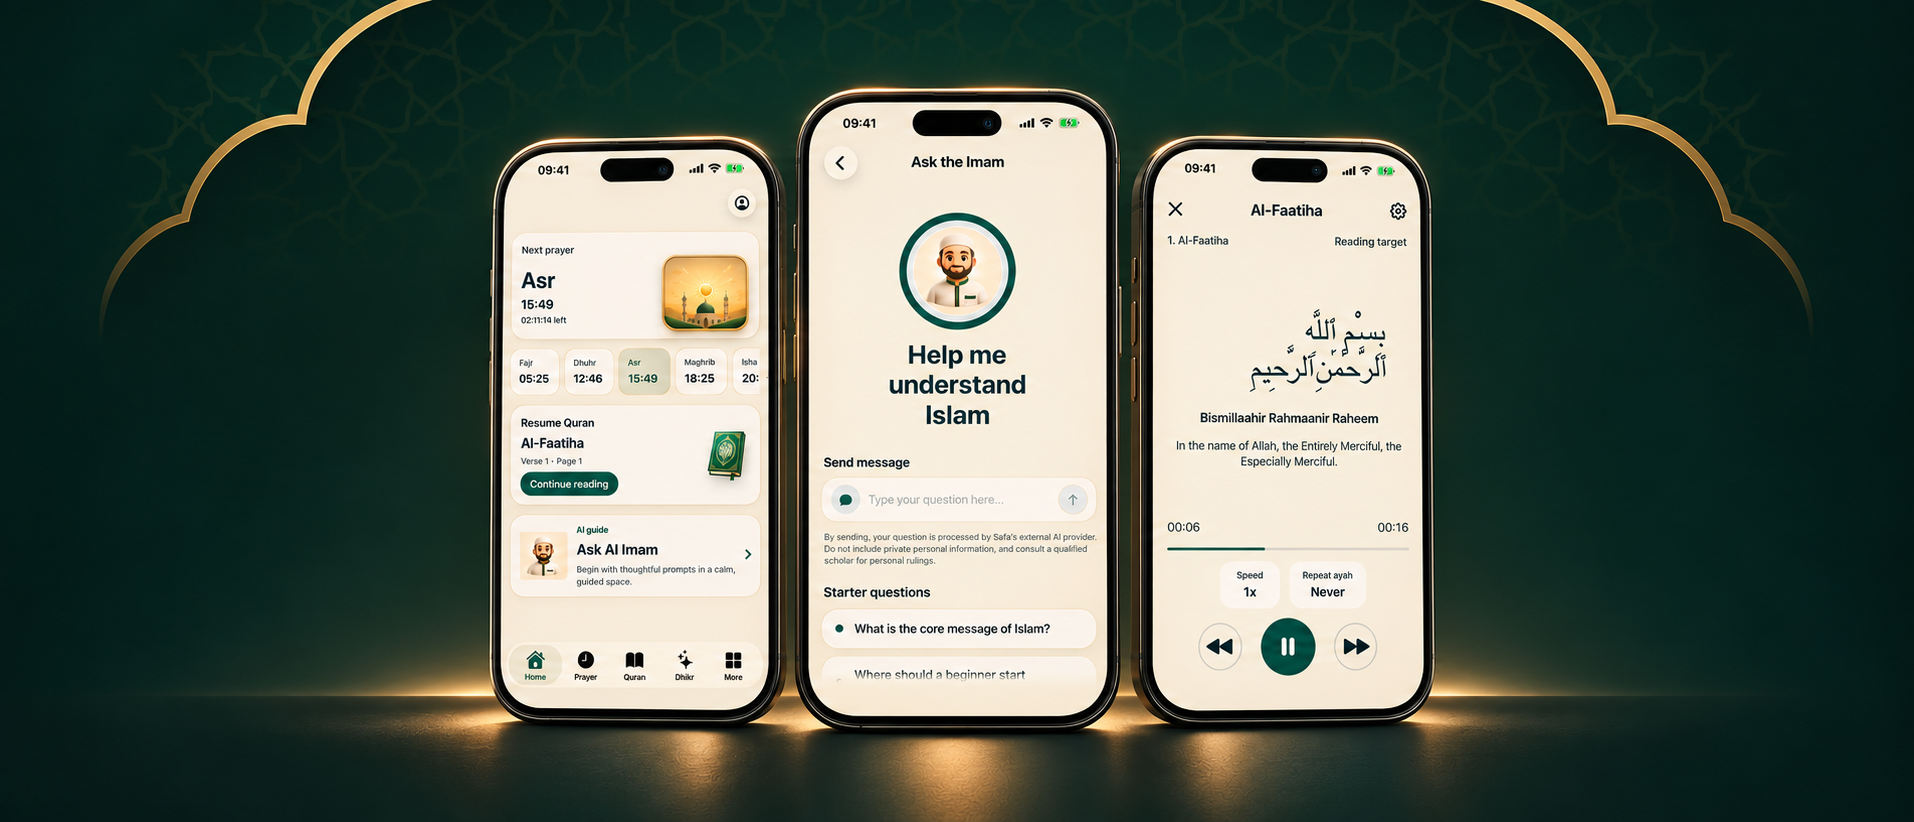 09:41
Next prayer
Asr
15:49
02:11:14 left
Fajr
05:25
Dhuhr
12:46
Asr
15:49
Maghrib
18:25
Isha
20:
Resume Quran
Al-Faatiha
Verse 1 • Page 1
Continue reading
AI guide
Ask AI Imam
Begin with thoughtful prompts in a calm,
guided space.
Home
Prayer
Quran
Dhikr
More
09:41
Ask the Imam
Help me
understand
Islam
Send message
Type your question here...
By sending, your question is processed by Safa's external AI provider.
Do not include private personal information, and consult a qualified
scholar for personal rulings.
Starter questions
What is the core message of Islam?
Where should a beginner start
09:41
Al-Faatiha
1. Al-Faatiha
Reading target
بِسْمِ ٱللَّهِ
ٱلرَّحْمَٰنِ ٱلرَّحِيمِ
Bismillaahir Rahmaanir Raheem
In the name of Allah, the Entirely Merciful, the
Especially Merciful.
00:06
00:16
Speed
1x
Repeat ayah
Never